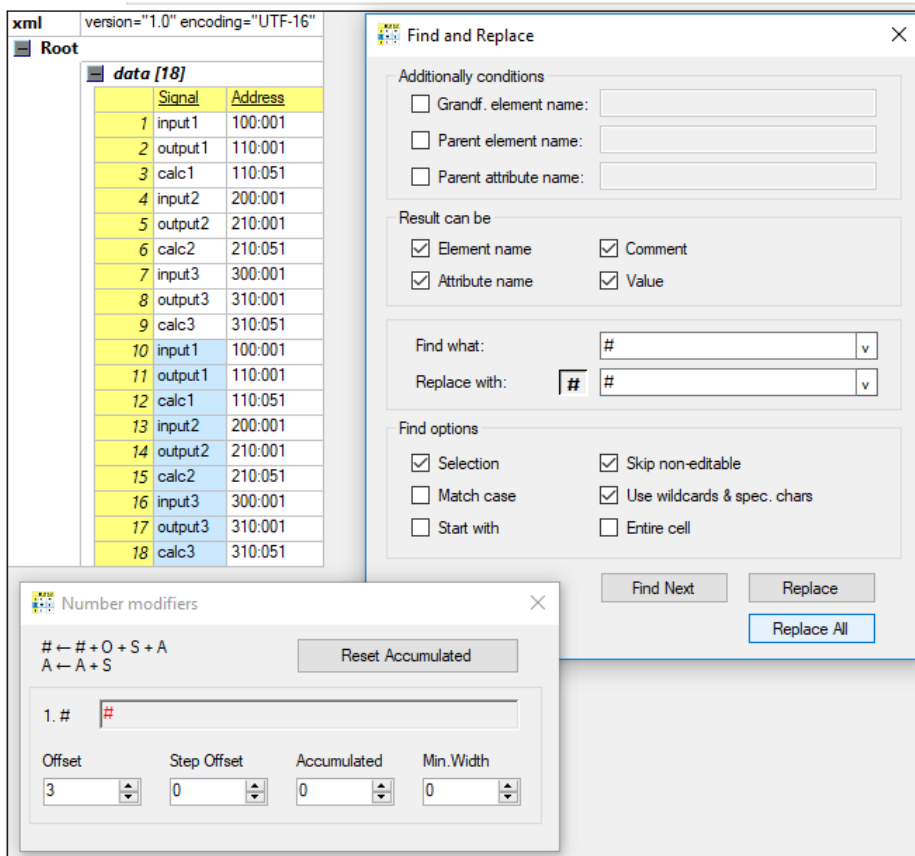 xml version="1.0" encoding="UTF-16"
Root
data [18]
Signal Address
1 input1 100:001
2 output1 110:001
3 calc1 110:051
4 input2 200:001
5 output2 210:001
6 calc2 210:051
7 input3 300:001
8 output3 310:001
9 calc3 310:051
10 input1 100:001
11 output1 110:001
12 calc1 110:051
13 input2 200:001
14 output2 210:001
15 calc2 210:051
16 input3 300:001
17 output3 310:001
18 calc3 310:051
Find and Replace
Additionally conditions
Grandf. element name:
Parent element name:
Parent attribute name:
Result can be
Element name Comment
Attribute name Value
Find what: # v
Replace with: # # v
Find options
Selection Skip non-editable
Match case Use wildcards & spec. chars
Start with Entire cell
Find Next Replace
Replace All
Number modifiers
# ← # + O + S + A
A ← A + S
Reset Accumulated
1. # #
Offset Step Offset Accumulated Min.Width
3 0 0 0